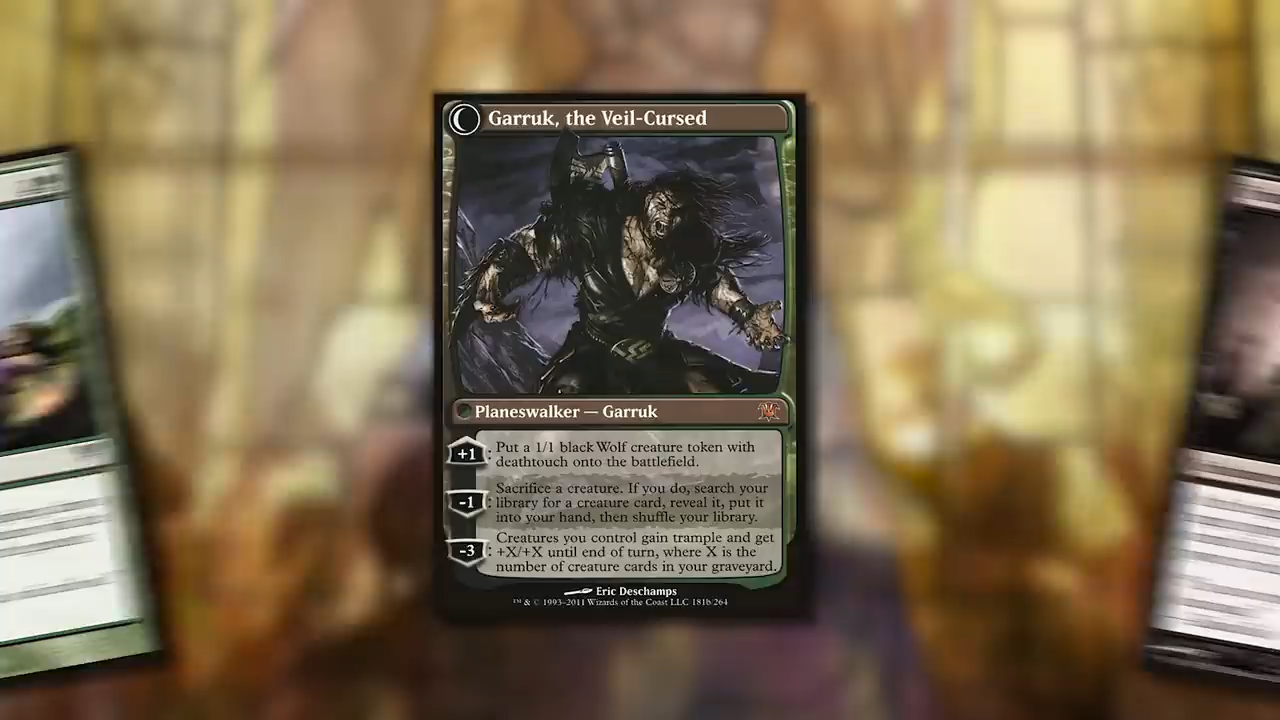 Garruk, the Veil-Cursed
Planeswalker — Garruk
+1: Put a 1/1 black Wolf creature token with
deathtouch onto the battlefield.
Sacrifice a creature. If you do, search your
-1: library for a creature card, reveal it, put it
into your hand, then shuffle your library.
Creatures you control gain trample and get
-3: +X/+X until end of turn, where X is the
number of creature cards in your graveyard.
Eric Deschamps
™ & © 1993–2011 Wizards of the Coast LLC 181b/264